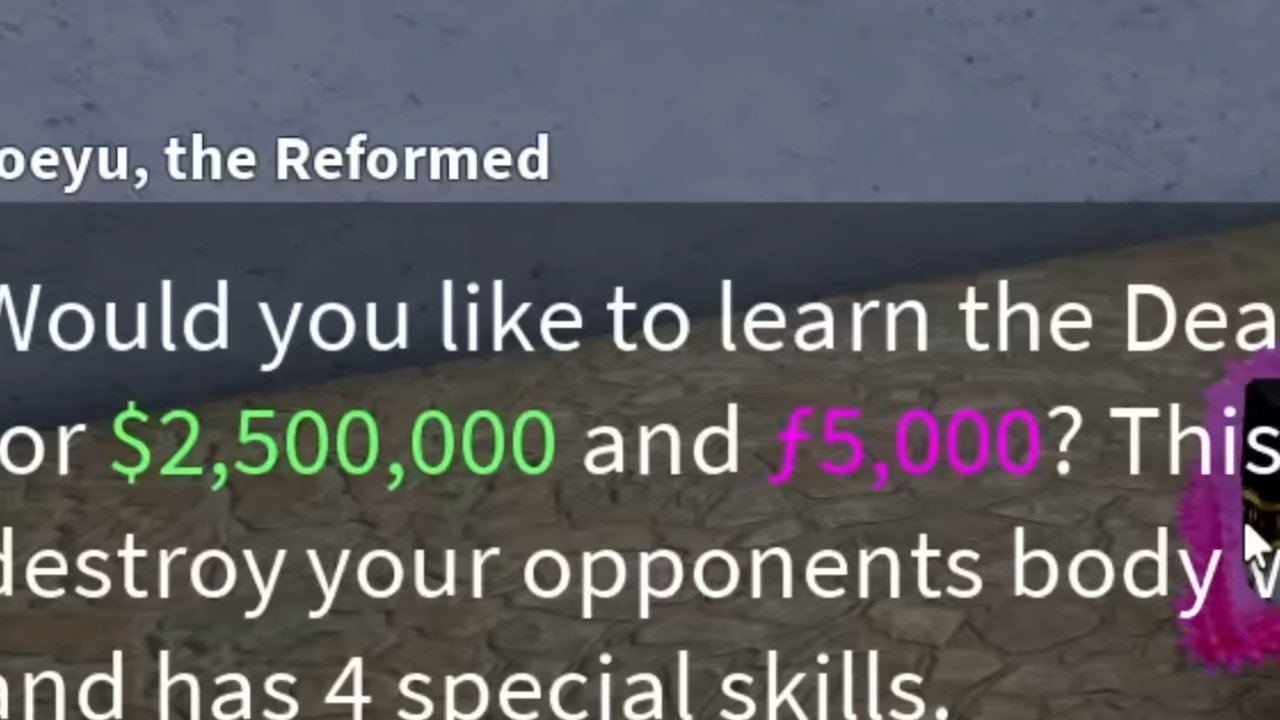 oeyu, the Reformed
Would you like to learn the Dea
or $2,500,000 and ƒ5,000? This
destroy your opponents body
and has 4 special skills.